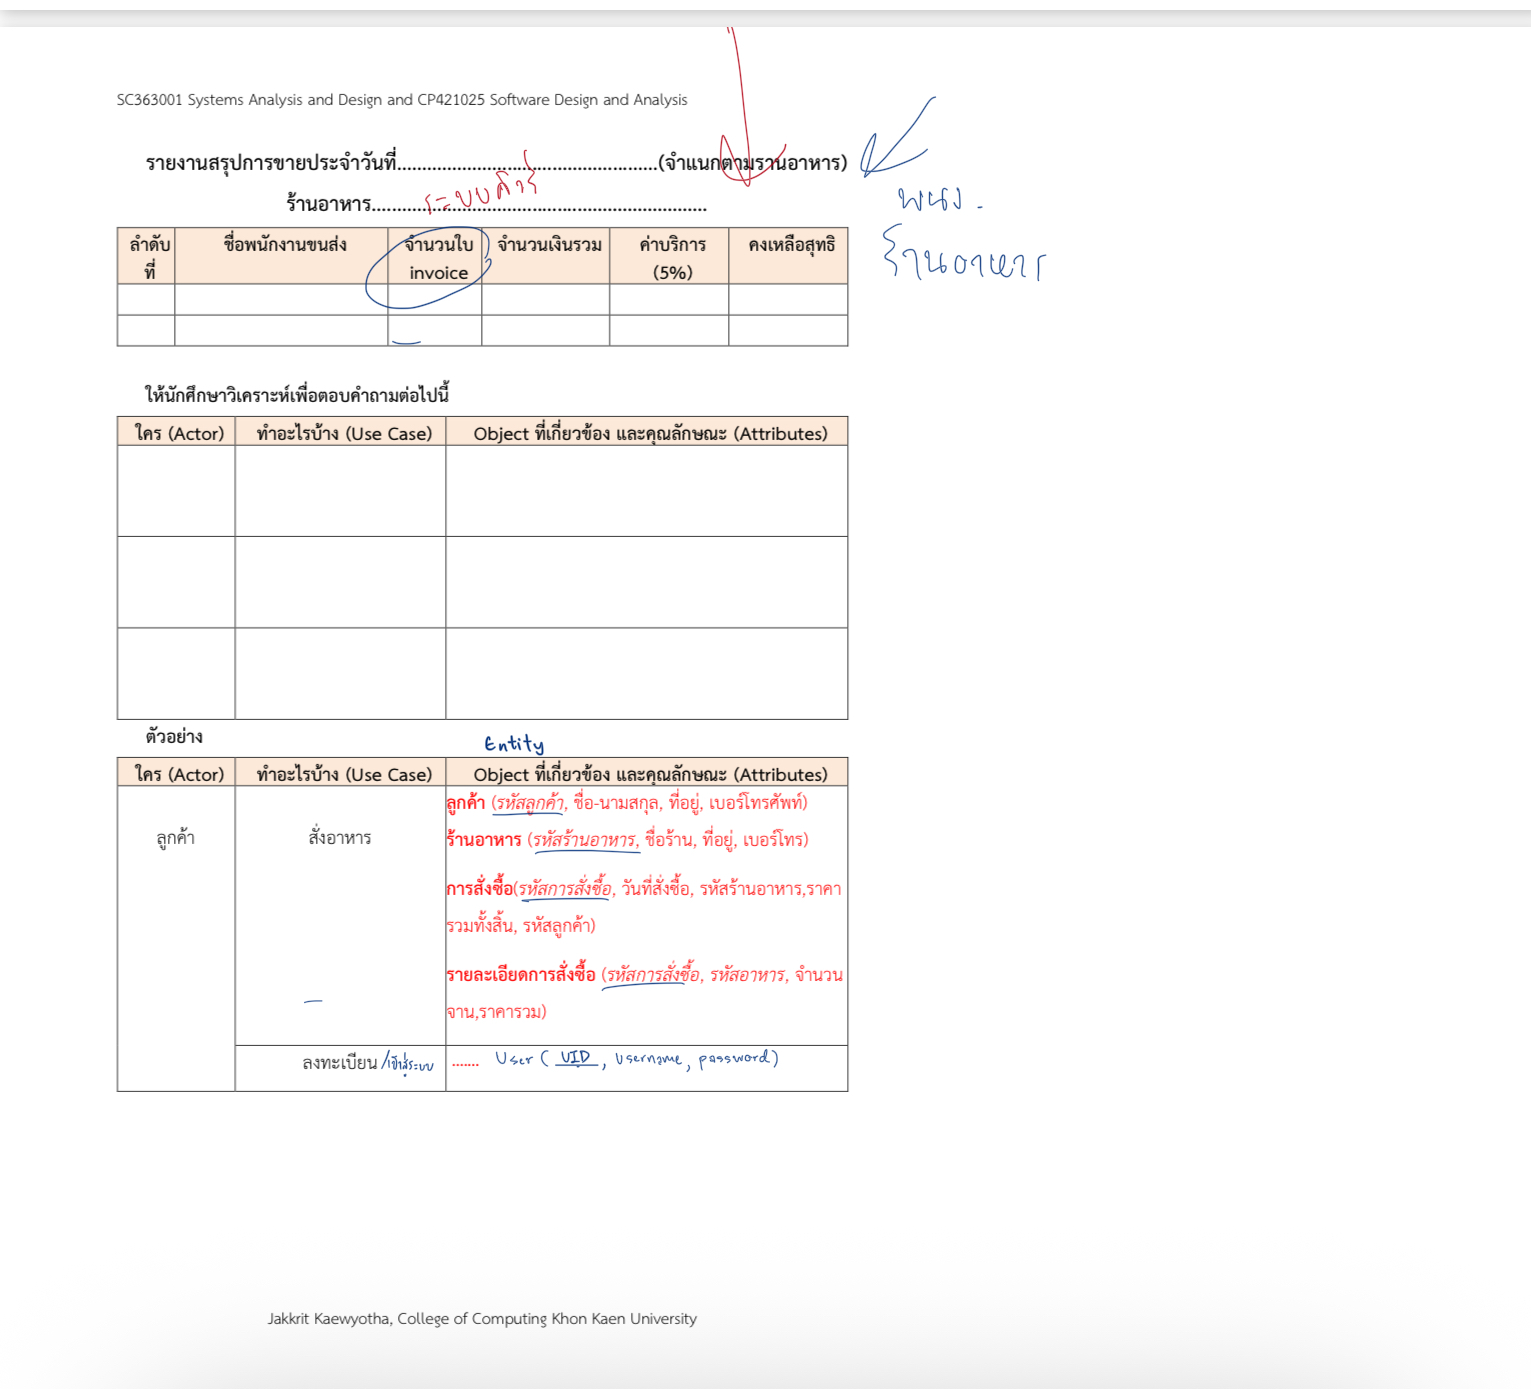 SC363001 Systems Analysis and Design and CP421025 Software Design and Analysis
รายงานสรุปการขายประจำวันที่....................................................(จำแนกตามรานอาหาร)
ร้านอาหาร...................................................................
ระบบ
พนง.
ร้านอาหาร
ลำดับที่ ชื่อพนักงานขนส่ง จำนวนใบ invoice จำนวนเงินรวม ค่าบริการ (5%) คงเหลือสุทธิ
ให้นักศึกษาวิเคราะห์เพื่อตอบคำถามต่อไปนี้
ใคร (Actor) ทำอะไรบ้าง (Use Case) Object ที่เกี่ยวข้อง และคุณลักษณะ (Attributes)
ตัวอย่าง
Entity
ใคร (Actor) ทำอะไรบ้าง (Use Case) Object ที่เกี่ยวข้อง และคุณลักษณะ (Attributes)
ลูกค้า สั่งอาหาร
ลูกค้า (รหัสลูกค้า, ชื่อ-นามสกุล, ที่อยู่, เบอร์โทรศัพท์)
ร้านอาหาร (รหัสร้านอาหาร, ชื่อร้าน, ที่อยู่, เบอร์โทร)
การสั่งซื้อ(รหัสการสั่งซื้อ, วันที่สั่งซื้อ, รหัสร้านอาหาร,ราคา
รวมทั้งสิ้น, รหัสลูกค้า)
รายละเอียดการสั่งซื้อ (รหัสการสั่งซื้อ, รหัสอาหาร, จำนวน
จาน,ราคารวม)
ลงทะเบียน /เข้าสู่ระบบ ....... User ( UID , Username, password)
Jakkrit Kaewyotha, College of Computing Khon Kaen University